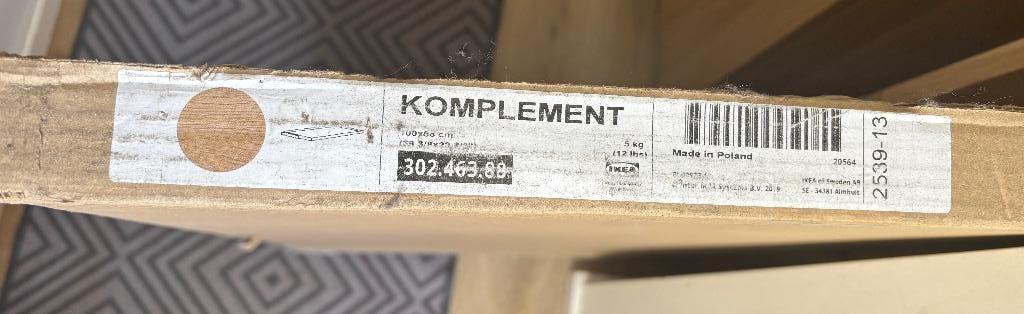 KOMPLEMENT
100x58 cm
5 kg
(12 lbs)
302.463.88
IKEA
Made in Poland
20564
© Inter IKEA Systems B.V. 2019
IKEA of Sweden AB
SE - 34381 Älmhult
2539-13